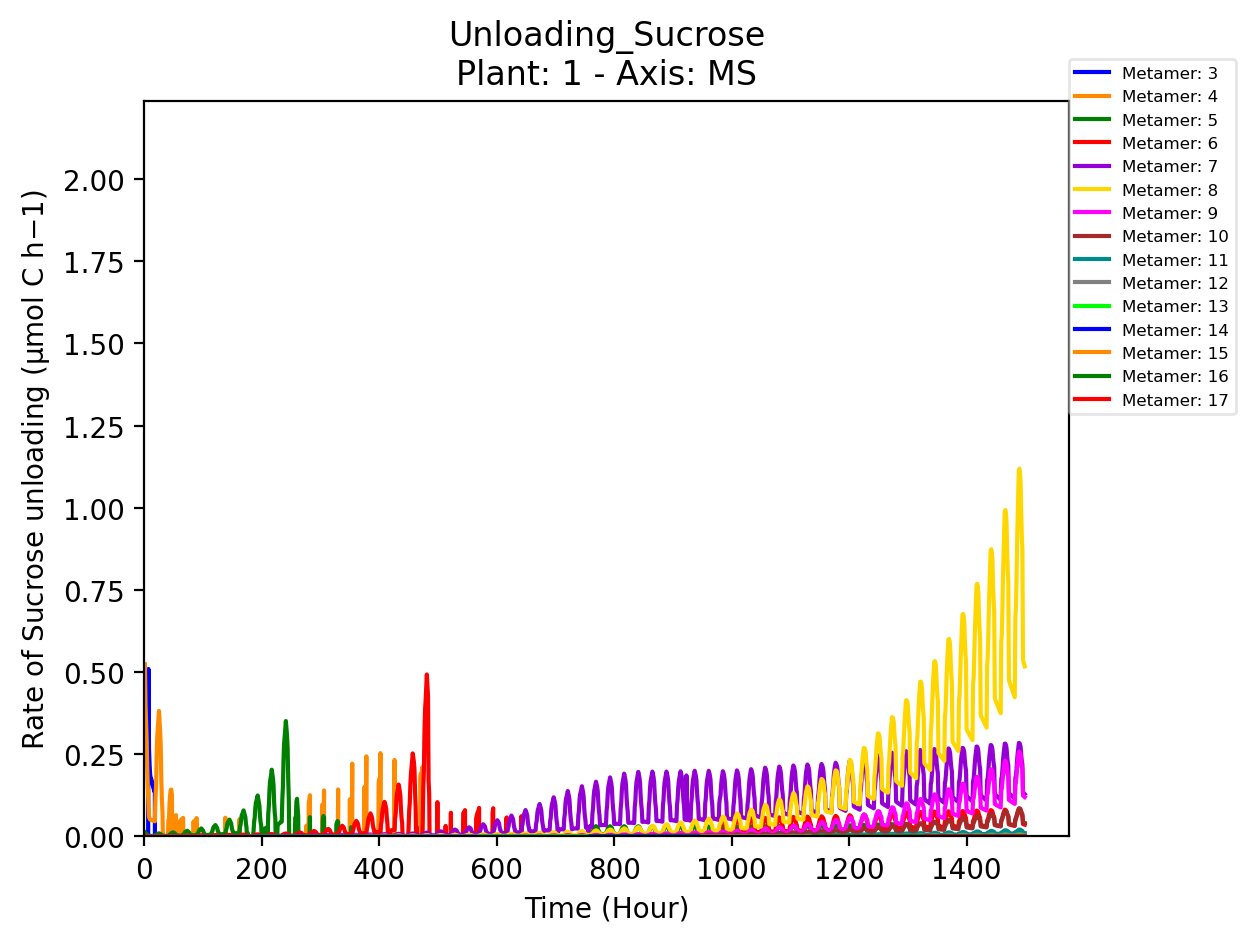 Unloading_Sucrose
Plant: 1 - Axis: MS
Metamer: 3
Metamer: 4
Metamer: 5
Metamer: 6
Metamer: 7
Metamer: 8
Metamer: 9
Metamer: 10
Metamer: 11
Metamer: 12
Metamer: 13
Metamer: 14
Metamer: 15
Metamer: 16
Metamer: 17
Rate of Sucrose unloading (µmol C h−1)
2.00
1.75
1.50
1.25
1.00
0.75
0.50
0.25
0.00
0 200 400 600 800 1000 1200 1400
Time (Hour)